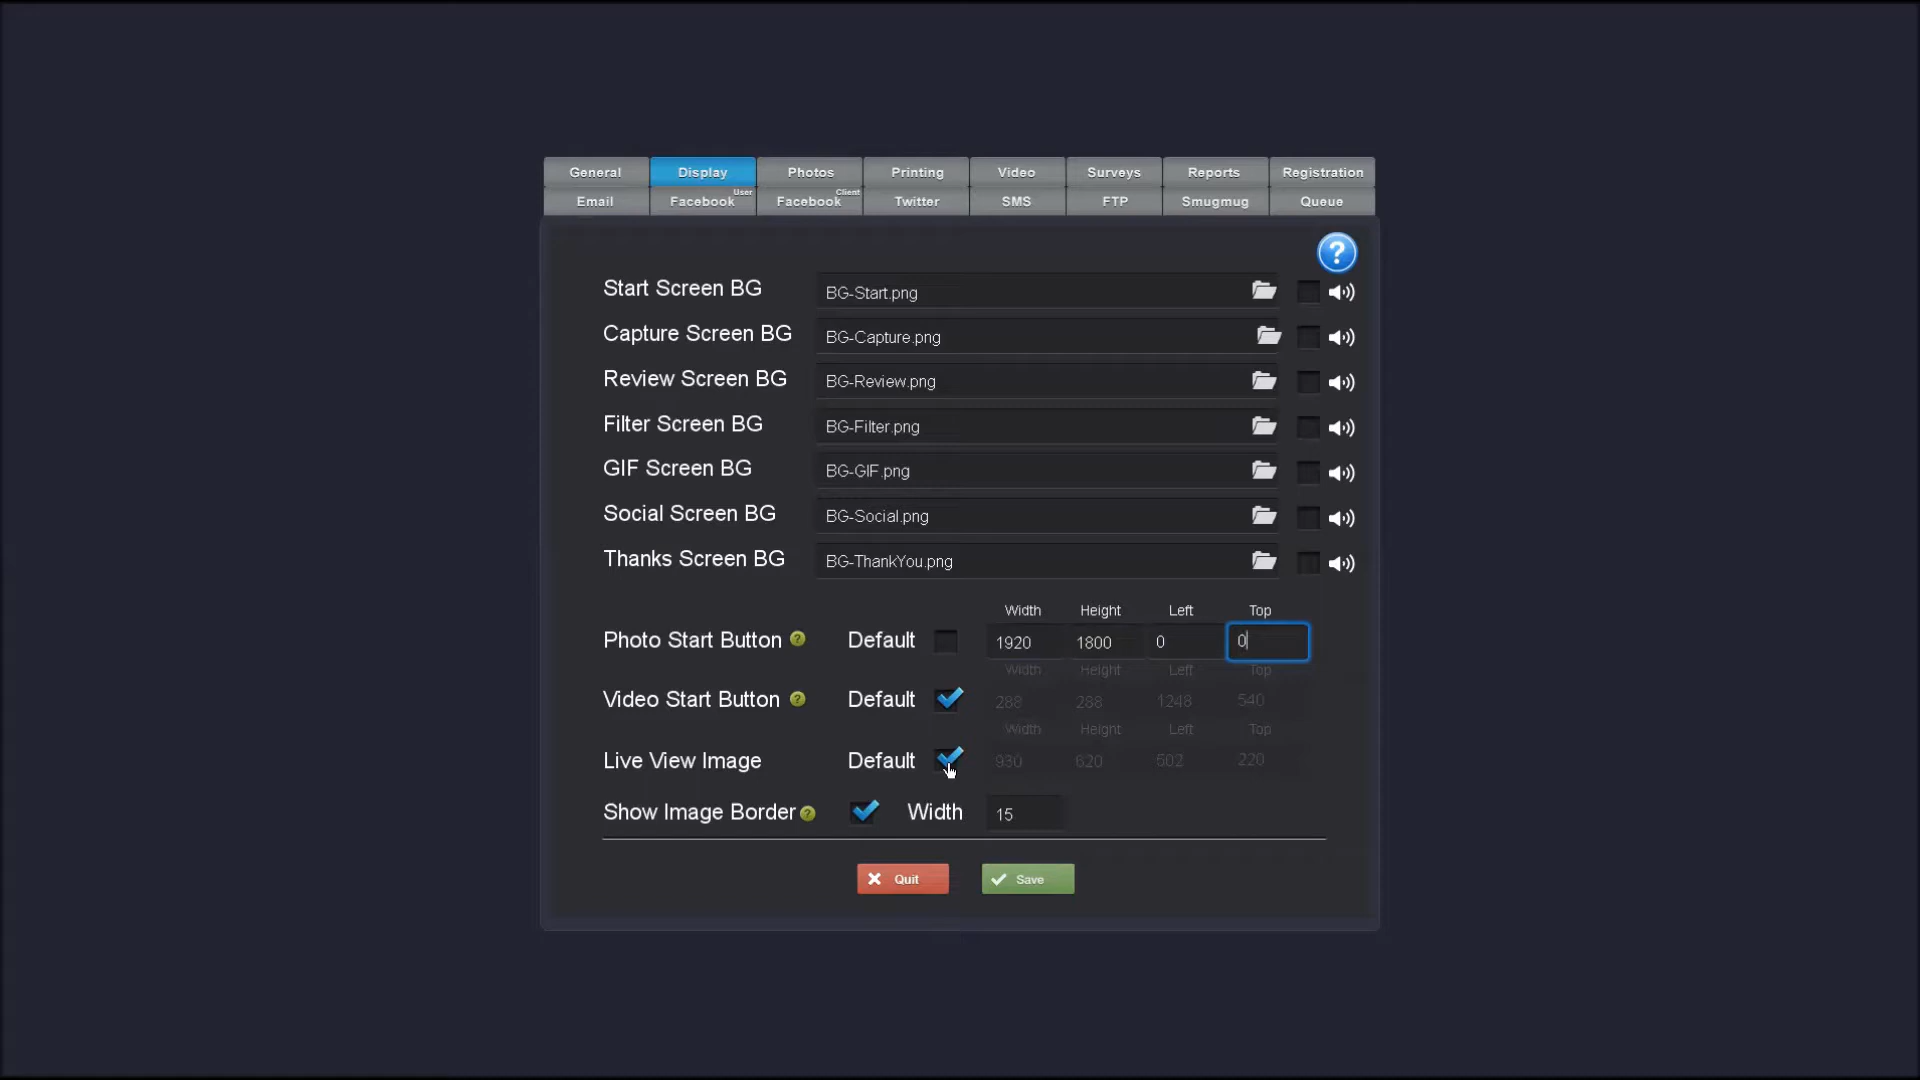 General Display Photos Printing Video Surveys Reports Registration
User Client
Email Facebook Facebook Twitter SMS FTP Smugmug Queue
?
Start Screen BG BG-Start.png
Capture Screen BG BG-Capture.png
Review Screen BG BG-Review.png
Filter Screen BG BG-Filter.png
GIF Screen BG BG-GIF.png
Social Screen BG BG-Social.png
Thanks Screen BG BG-ThankYou.png
Width Height Left Top
Photo Start Button ? Default 1920 1800 0 0
Width Height Left Top
Video Start Button ? Default 288 288 1248 540
Width Height Left Top
Live View Image Default 930 620 502 220
Show Image Border ? Width 15
Quit Save